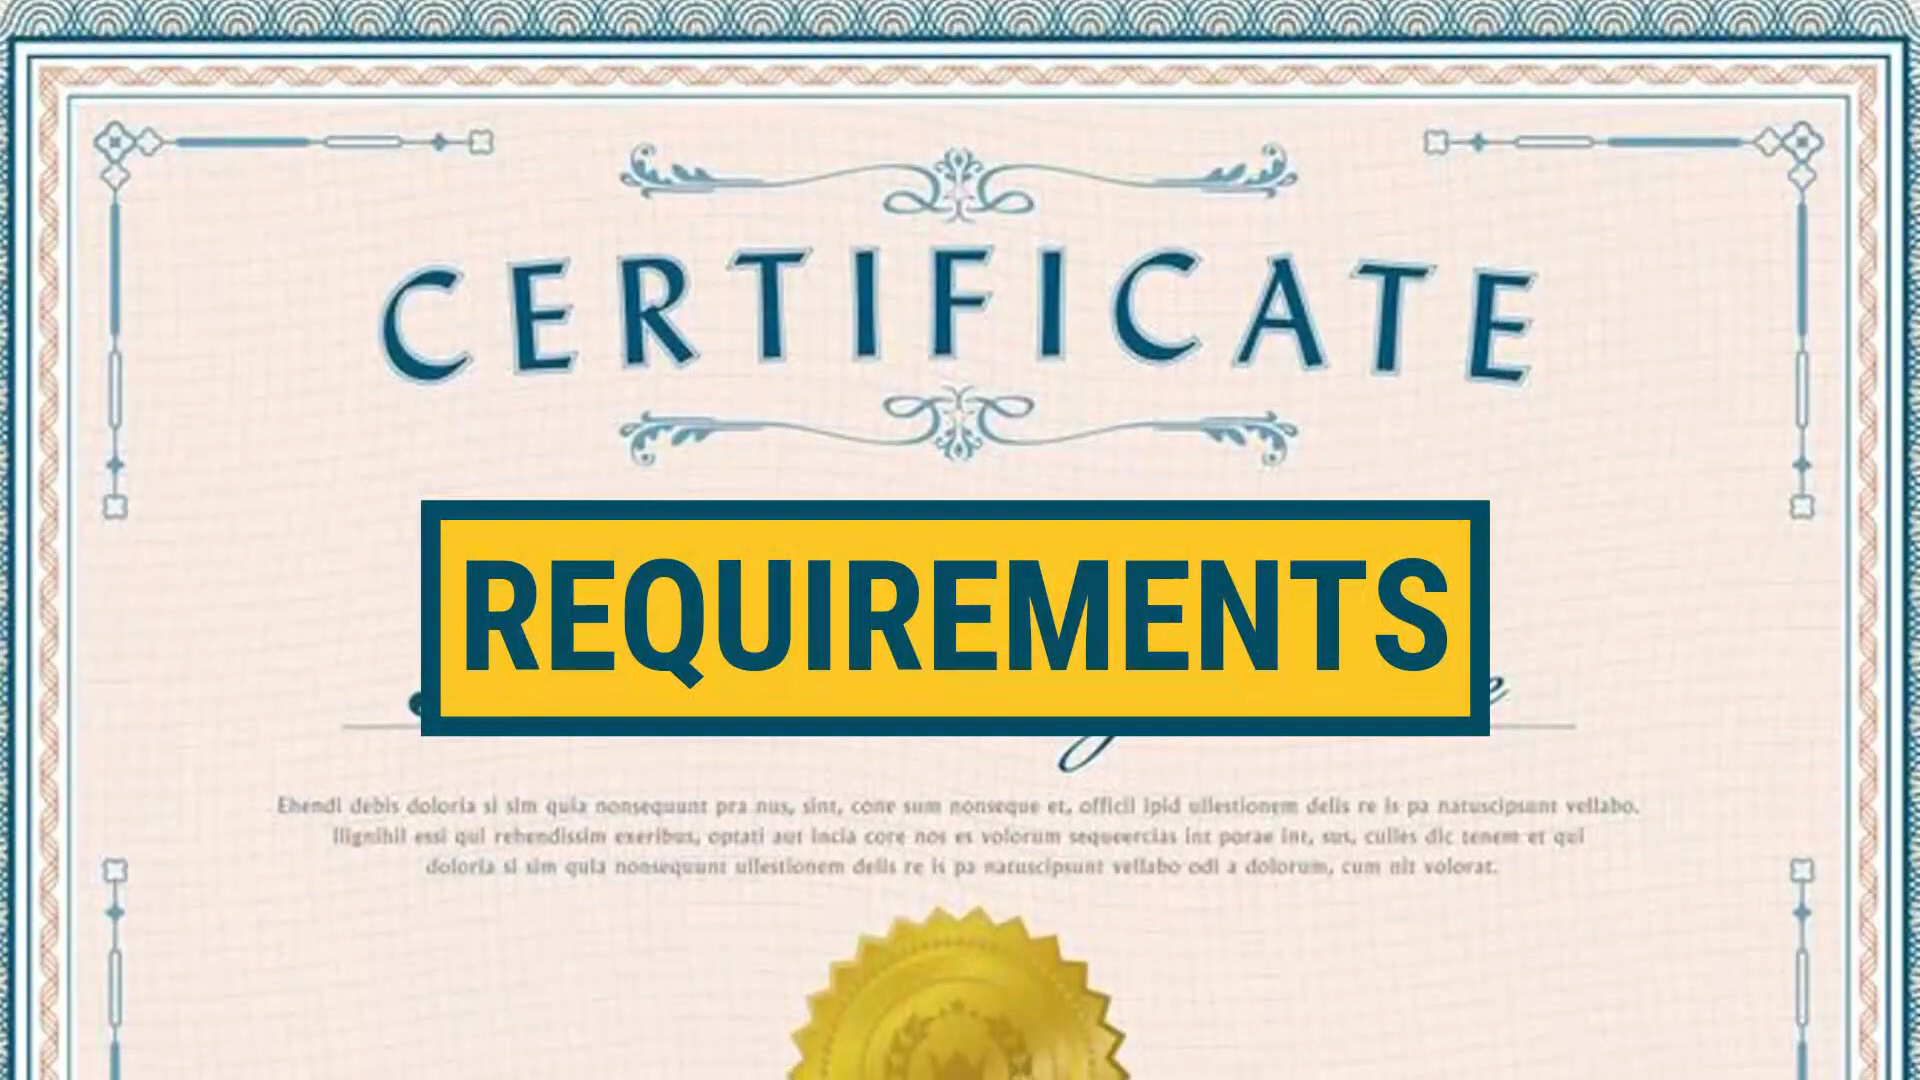 CERTIFICATE
REQUIREMENTS
Ehendi debis doloria si sim quia nonsequunt pra nus, sint, cone sum nonseque et, officil ipid ullestionem delis re is pa natuscipsunt vellabo.
Ilignihil essi qui rehendissim exeribus, optati aut incia core nos es volorum sequeercias int porae int, sus, culles dic tenem et qui
doloria si sim quia nonsequunt ullestionem delis re is pa natuscipsunt vellabo odi a dolorum, cum nit volorat.